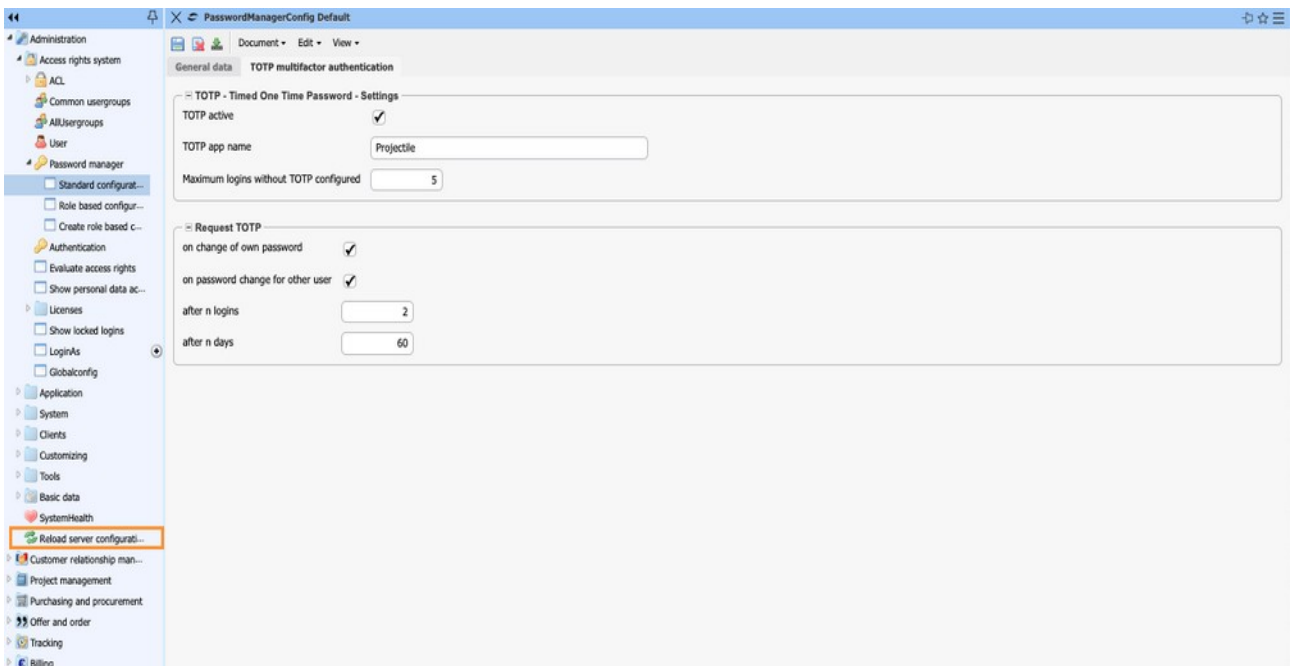 PasswordManagerConfig Default
Administration
Access rights system
ACL
Common usergroups
AllUsergroups
User
Password manager
Standard configurat...
Role based configur...
Create role based c...
Authentication
Evaluate access rights
Show personal data ac...
Licenses
Show locked logins
LoginAs
Globalconfig
Application
System
Clients
Customizing
Tools
Basic data
SystemHealth
Reload server configurati...
Customer relationship man...
Project management
Purchasing and procurement
Offer and order
Tracking
Billing
Document Edit View
General data TOTP multifactor authentication
TOTP - Timed One Time Password - Settings
TOTP active
TOTP app name Projectile
Maximum logins without TOTP configured 5
Request TOTP
on change of own password
on password change for other user
after n logins 2
after n days 60